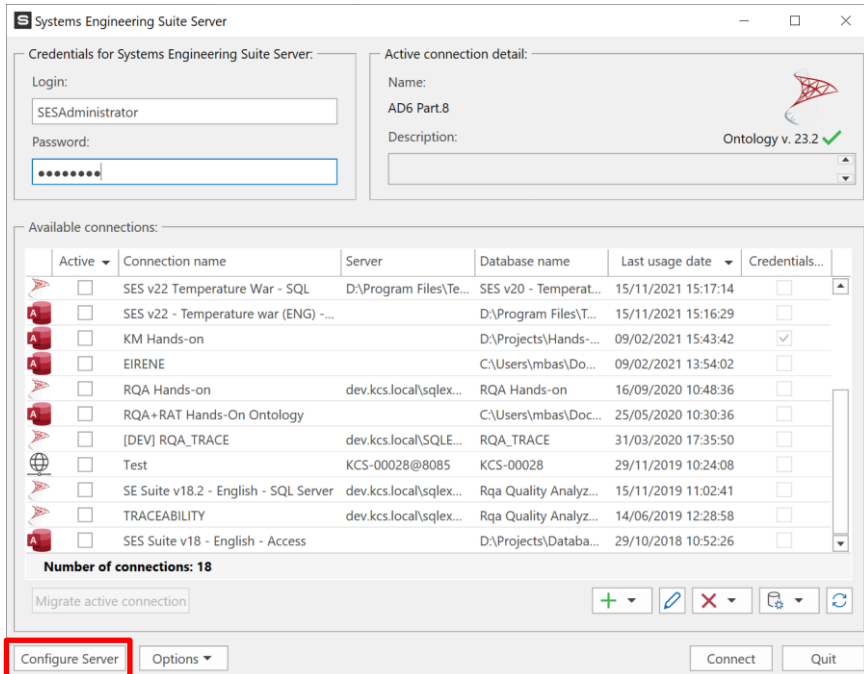 S Systems Engineering Suite Server
Credentials for Systems Engineering Suite Server:
Login:
SESAdministrator
Password:
Active connection detail:
Name:
AD6 Part.8
Description:
Ontology v. 23.2
Available connections:
Active Connection name Server Database name Last usage date Credentials...
SES v22 Temperature War - SQL D:\Program Files\Te... SES v20 - Temperat... 15/11/2021 15:17:14
A SES v22 - Temperature war (ENG) -... D:\Program Files\T... 15/11/2021 15:16:29
A KM Hands-on D:\Projects\Hands-... 09/02/2021 15:43:42
A EIRENE C:\Users\mbas\Do... 09/02/2021 13:54:02
RQA Hands-on dev.kcs.local\sqlex... RQA Hands-on 16/09/2020 10:48:36
A RQA+RAT Hands-On Ontology C:\Users\mbas\Doc... 25/05/2020 10:30:36
[DEV] RQA_TRACE dev.kcs.local\SQLE... RQA_TRACE 31/03/2020 17:35:50
Test KCS-00028@8085 KCS-00028 29/11/2019 10:24:08
SE Suite v18.2 - English - SQL Server dev.kcs.local\sqlex... Rqa Quality Analyz... 15/11/2019 11:02:41
TRACEABILITY dev.kcs.local\sqlex... Rqa Quality Analyz... 14/06/2019 12:28:58
A SES Suite v18 - English - Access D:\Projects\Databa... 29/10/2018 10:52:26
Number of connections: 18
Migrate active connection
Configure Server Options Connect Quit